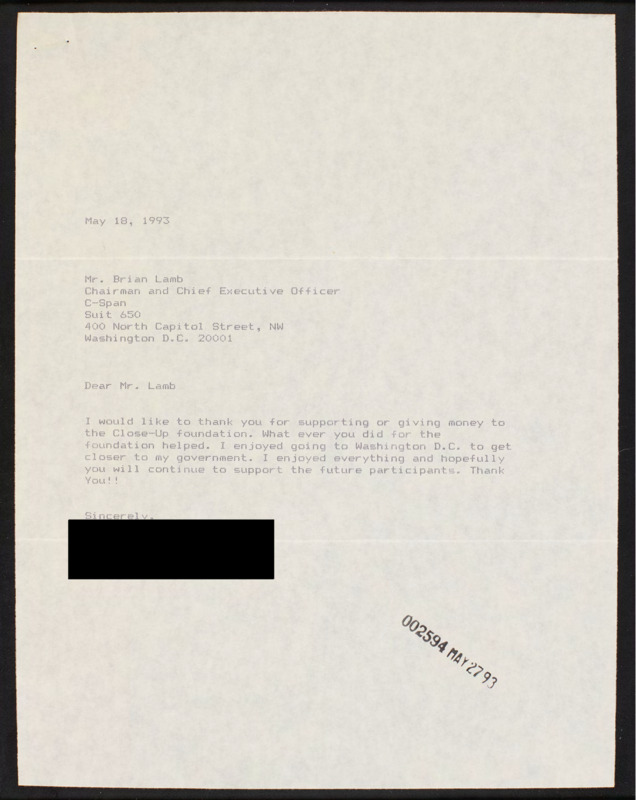 May 18, 1993
Mr. Brian Lamb
Chairman and Chief Executive Officer
C-Span
Suit 650
400 North Capitol Street, NW
Washington D.C. 20001
Dear Mr. Lamb
I would like to thank you for supporting or giving money to
the Close-Up foundation. What ever you did for the
foundation helped. I enjoyed going to Washington D.C. to get
closer to my government. I enjoyed everything and hopefully
you will continue to support the future participants. Thank
You!!
Sincerely,
002594 MAY 27 93